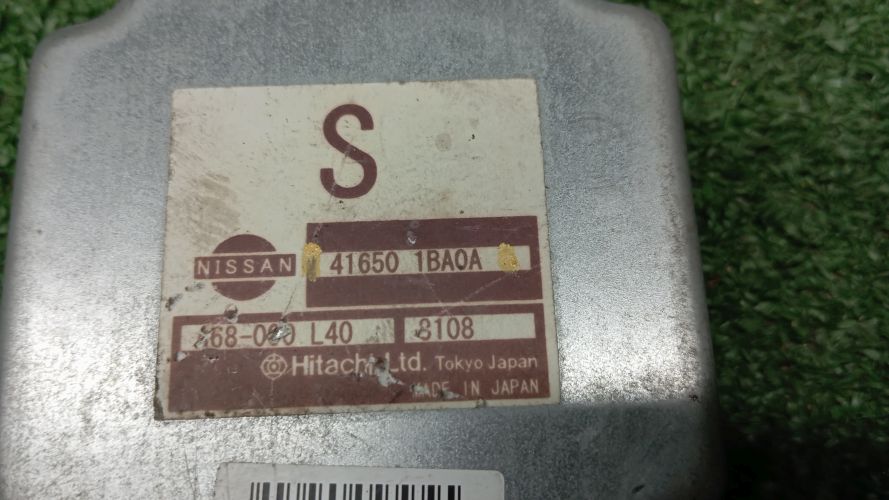 S
NISSAN 41650 1BA0A
L40 8108
Hitachi Ltd. Tokyo Japan
MADE IN JAPAN